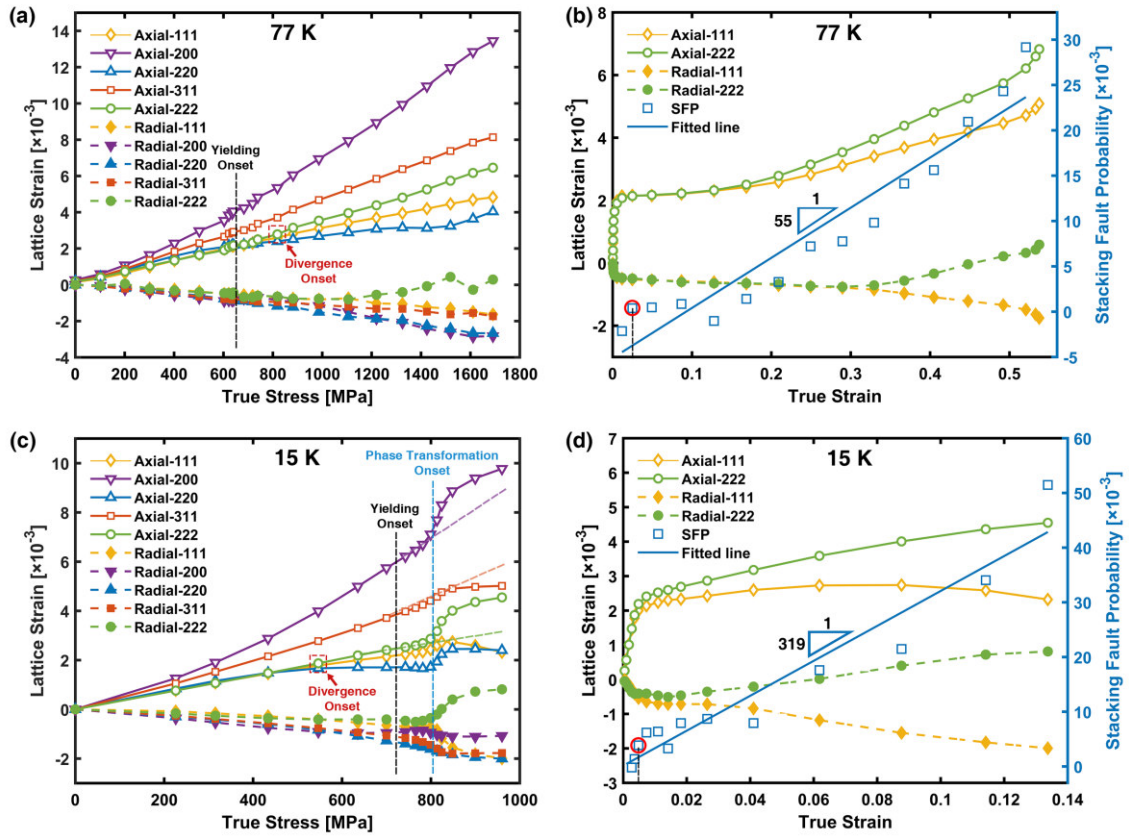 (a)
77 K
Axial-111
Axial-200
Axial-220
Axial-311
Axial-222
Radial-111
Radial-200
Radial-220
Radial-311
Radial-222
Yielding
Onset
Divergence
Onset
Lattice Strain [×10⁻³]
14
12
10
8
6
4
2
0
-2
-4
0 200 400 600 800 1000 1200 1400 1600 1800
True Stress [MPa]
(b)
77 K
Axial-111
Axial-222
Radial-111
Radial-222
SFP
Fitted line
1
55
Lattice Strain [×10⁻³]
8
6
4
2
0
-2
0 0.1 0.2 0.3 0.4 0.5
True Strain
30
25
20
15
10
5
0
-5
Stacking Fault Probability [×10⁻³]
(c)
15 K
Axial-111
Axial-200
Axial-220
Axial-311
Axial-222
Radial-111
Radial-200
Radial-220
Radial-311
Radial-222
Phase Transformation
Onset
Yielding
Onset
Divergence
Onset
Lattice Strain [×10⁻³]
10
8
6
4
2
0
-2
0 200 400 600 800 1000
True Stress [MPa]
(d)
15 K
Axial-111
Axial-222
Radial-111
Radial-222
SFP
Fitted line
1
319
Lattice Strain [×10⁻³]
7
6
5
4
3
2
1
0
-1
-2
-3
0 0.02 0.04 0.06 0.08 0.1 0.12 0.14
True Strain
60
50
40
30
20
10
0
Stacking Fault Probability [×10⁻³]